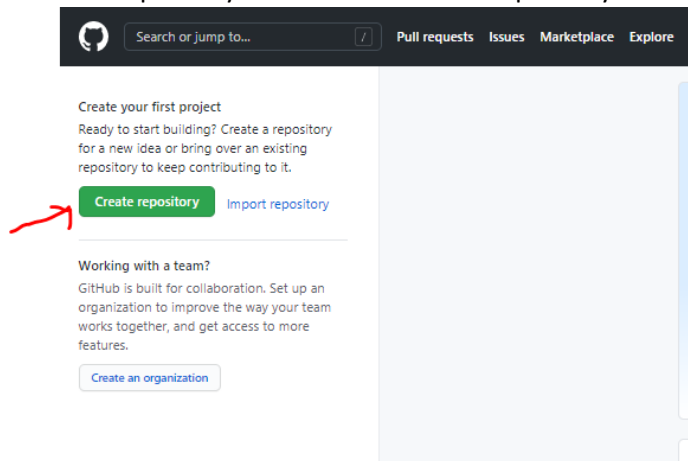 Search or jump to... /
Pull requests Issues Marketplace Explore
Create your first project
Ready to start building? Create a repository
for a new idea or bring over an existing
repository to keep contributing to it.
Create repository Import repository
Working with a team?
GitHub is built for collaboration. Set up an
organization to improve the way your team
works together, and get access to more
features.
Create an organization